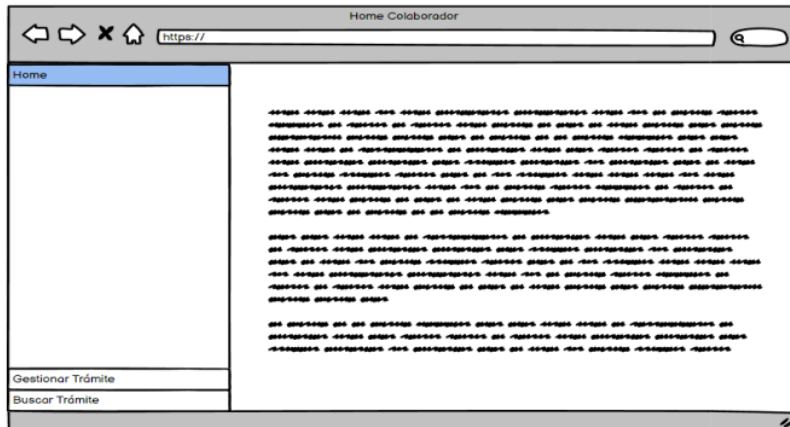 Home Colaborador
https://
Home
Gestionar Trámite
Buscar Trámite